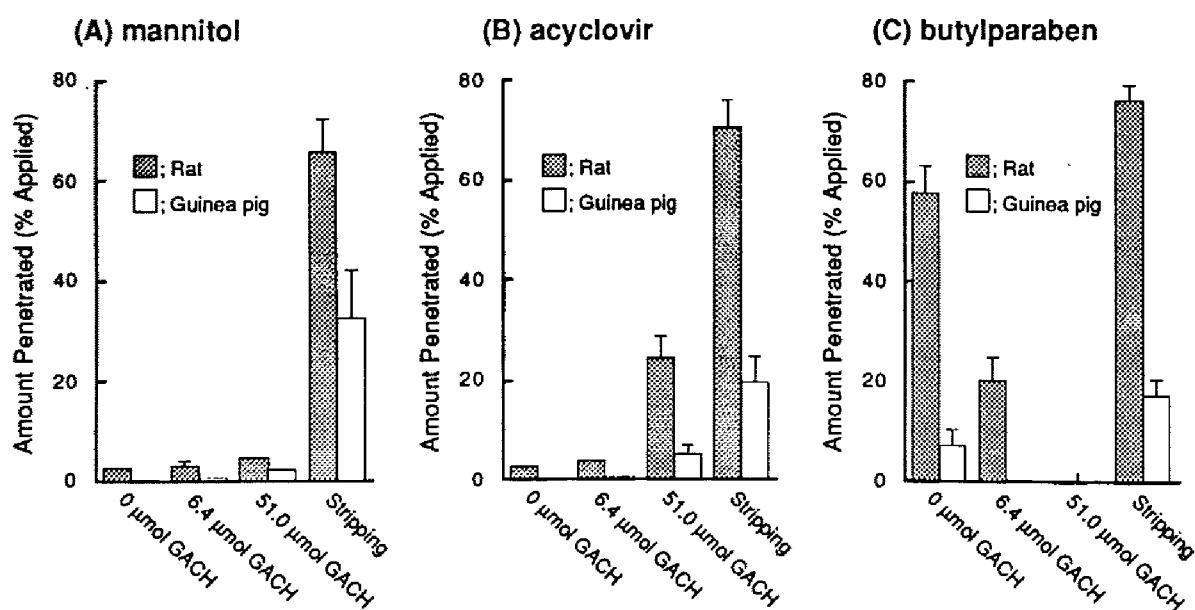 (A) mannitol
Amount Penetrated (% Applied)
80
60
40
20
0
; Rat
; Guinea pig
0 µmol GACH
6.4 µmol GACH
51.0 µmol GACH
Stripping
(B) acyclovir
Amount Penetrated (% Applied)
80
60
40
20
0
; Rat
; Guinea pig
0 µmol GACH
6.4 µmol GACH
51.0 µmol GACH
Stripping
(C) butylparaben
Amount Penetrated (% Applied)
80
60
40
20
0
; Rat
; Guinea pig
0 µmol GACH
6.4 µmol GACH
51.0 µmol GACH
Stripping